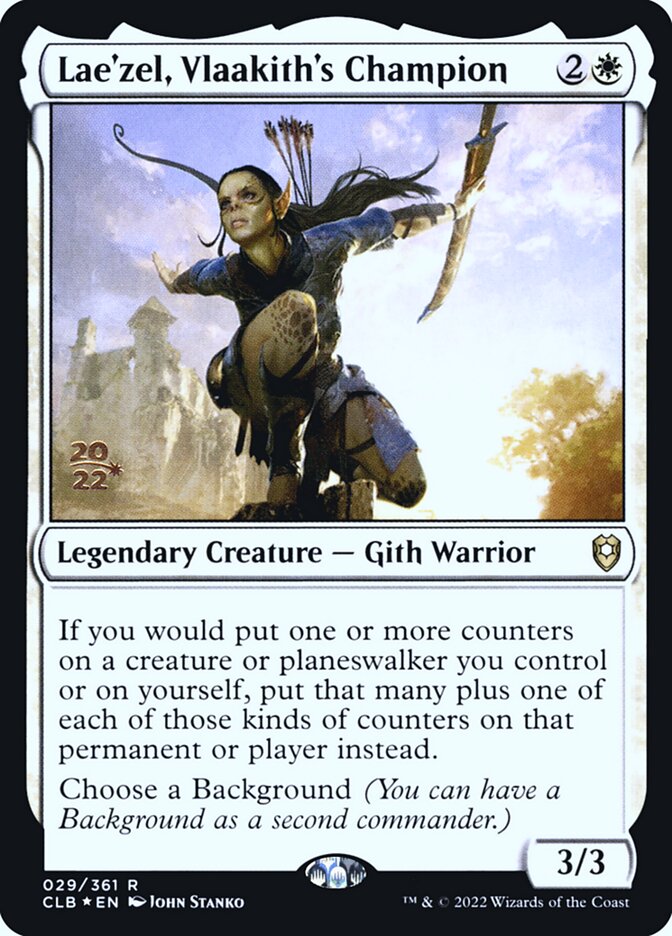 Lae'zel, Vlaakith's Champion 2
20
22
Legendary Creature — Gith Warrior
If you would put one or more counters
on a creature or planeswalker you control
or on yourself, put that many plus one of
each of those kinds of counters on that
permanent or player instead.
Choose a Background (You can have a
Background as a second commander.)
3/3
029/361 R
CLB ★ EN John Stanko
™ & © 2022 Wizards of the Coast